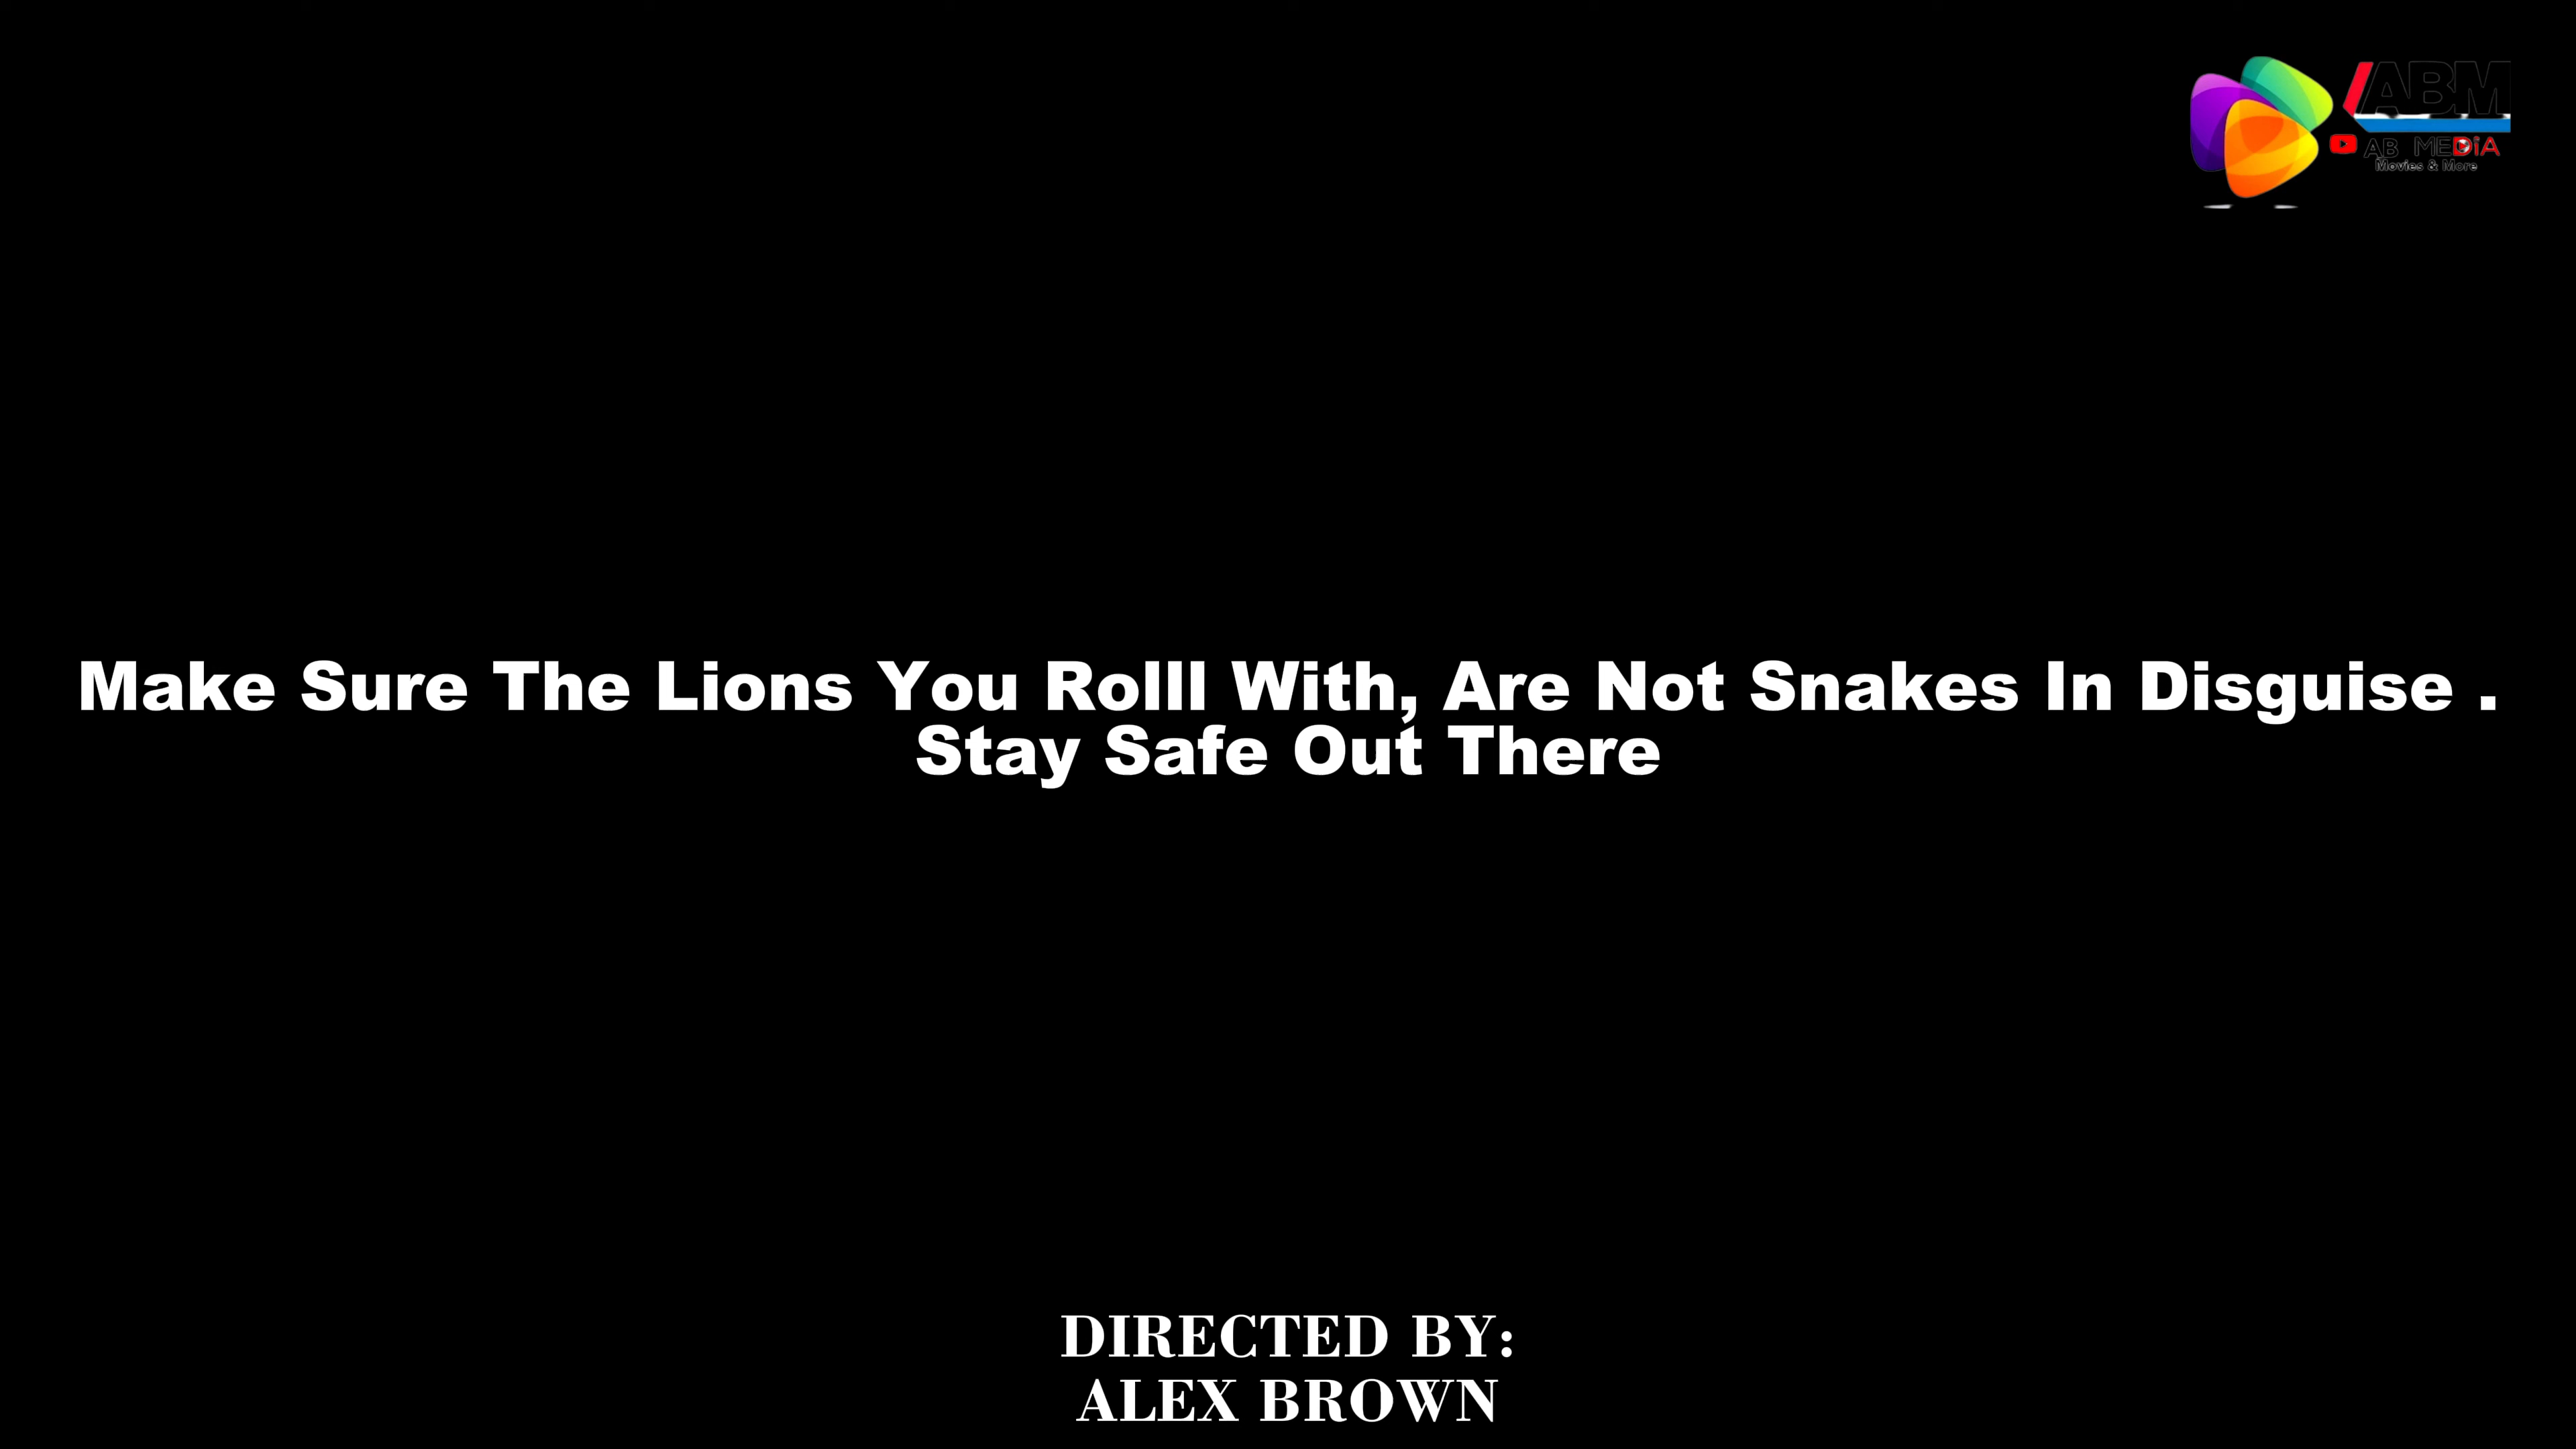 ABM
AB MEDiA
Movies & More
Make Sure The Lions You Rolll With, Are Not Snakes In Disguise .
Stay Safe Out There
DIRECTED BY:
ALEX BROWN